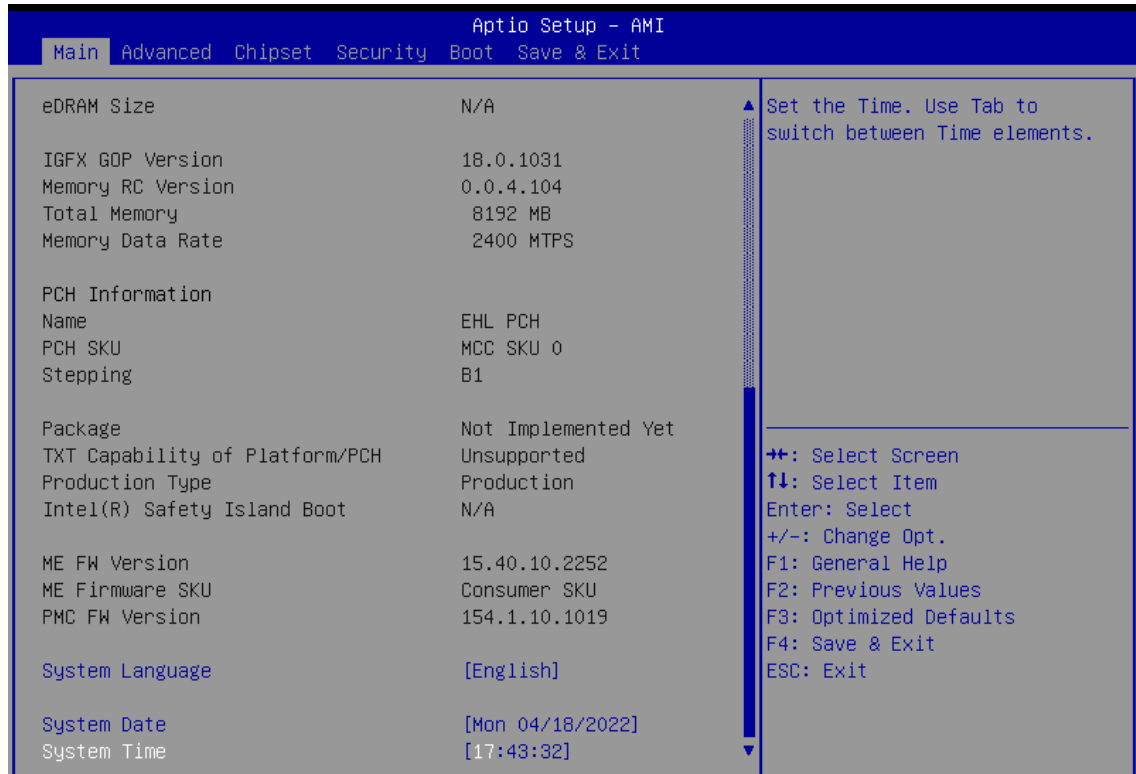 Aptio Setup – AMI
Main Advanced Chipset Security Boot Save & Exit
eDRAM Size N/A
IGFX GOP Version 18.0.1031
Memory RC Version 0.0.4.104
Total Memory 8192 MB
Memory Data Rate 2400 MTPS
PCH Information
Name EHL PCH
PCH SKU MCC SKU 0
Stepping B1
Package Not Implemented Yet
TXT Capability of Platform/PCH Unsupported
Production Type Production
Intel(R) Safety Island Boot N/A
ME FW Version 15.40.10.2252
ME Firmware SKU Consumer SKU
PMC FW Version 154.1.10.1019
System Language [English]
System Date [Mon 04/18/2022]
System Time [17:43:32]
Set the Time. Use Tab to
switch between Time elements.
→←: Select Screen
↑↓: Select Item
Enter: Select
+/-: Change Opt.
F1: General Help
F2: Previous Values
F3: Optimized Defaults
F4: Save & Exit
ESC: Exit